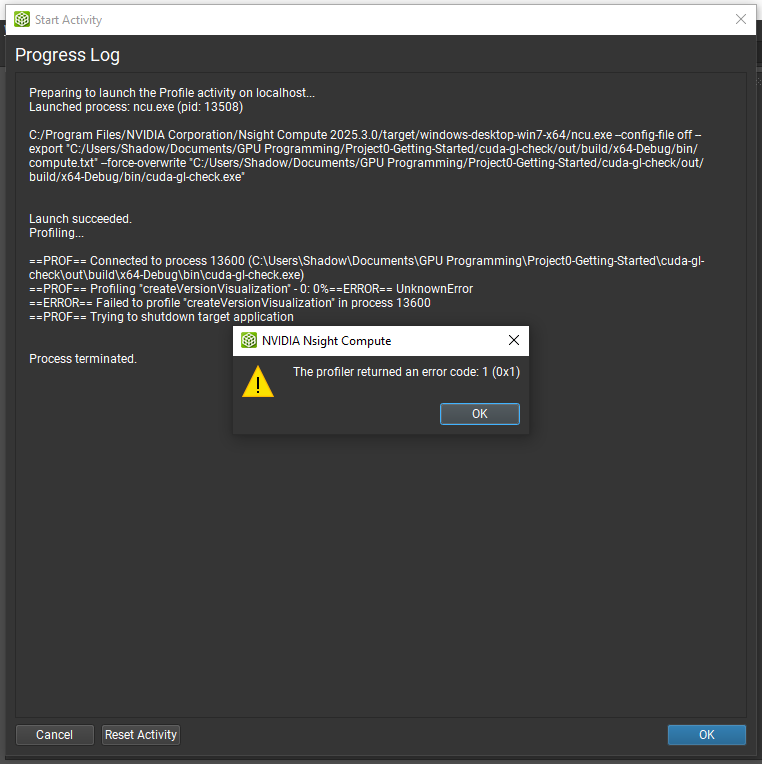 Start Activity
Progress Log
Preparing to launch the Profile activity on localhost...
Launched process: ncu.exe (pid: 13508)
C:/Program Files/NVIDIA Corporation/Nsight Compute 2025.3.0/target/windows-desktop-win7-x64/ncu.exe --config-file off --
export "C:/Users/Shadow/Documents/GPU Programming/Project0-Getting-Started/cuda-gl-check/out/build/x64-Debug/bin/
compute.txt" --force-overwrite "C:/Users/Shadow/Documents/GPU Programming/Project0-Getting-Started/cuda-gl-check/out/
build/x64-Debug/bin/cuda-gl-check.exe"
Launch succeeded.
Profiling...
==PROF== Connected to process 13600 (C:\Users\Shadow\Documents\GPU Programming\Project0-Getting-Started\cuda-gl-
check\out\build\x64-Debug\bin\cuda-gl-check.exe)
==PROF== Profiling "createVersionVisualization" - 0: 0%==ERROR== UnknownError
==ERROR== Failed to profile "createVersionVisualization" in process 13600
==PROF== Trying to shutdown target application
Process terminated.
NVIDIA Nsight Compute
The profiler returned an error code: 1 (0x1)
OK
Cancel
Reset Activity
OK